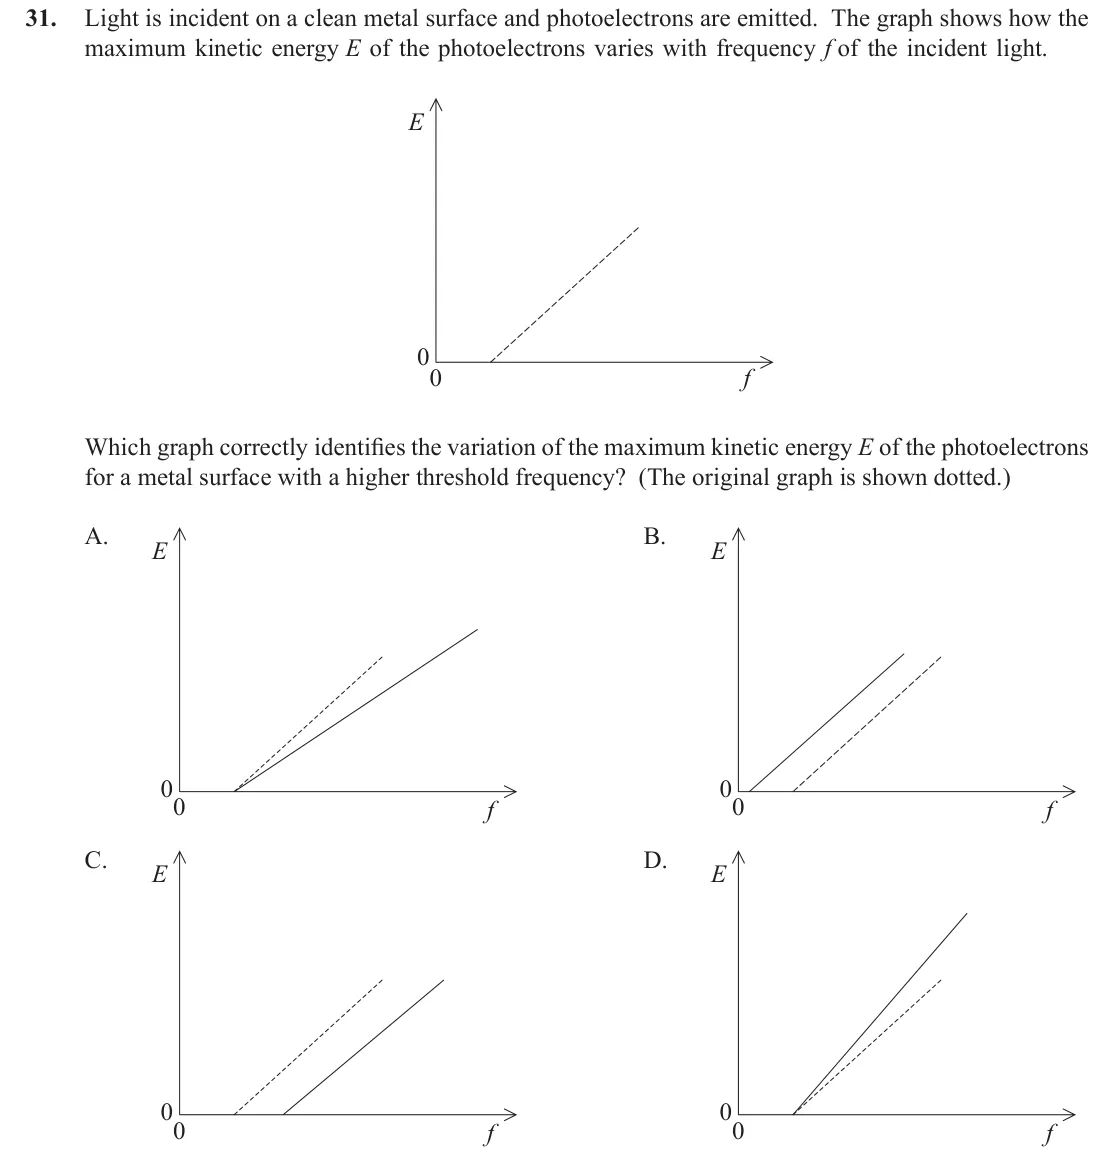 31. Light is incident on a clean metal surface and photoelectrons are emitted. The graph shows how the
maximum kinetic energy E of the photoelectrons varies with frequency f of the incident light.
E
0
0
f
Which graph correctly identifies the variation of the maximum kinetic energy E of the photoelectrons
for a metal surface with a higher threshold frequency? (The original graph is shown dotted.)
A.
E
0
0
f
B.
E
0
0
f
C.
E
0
0
f
D.
E
0
0
f